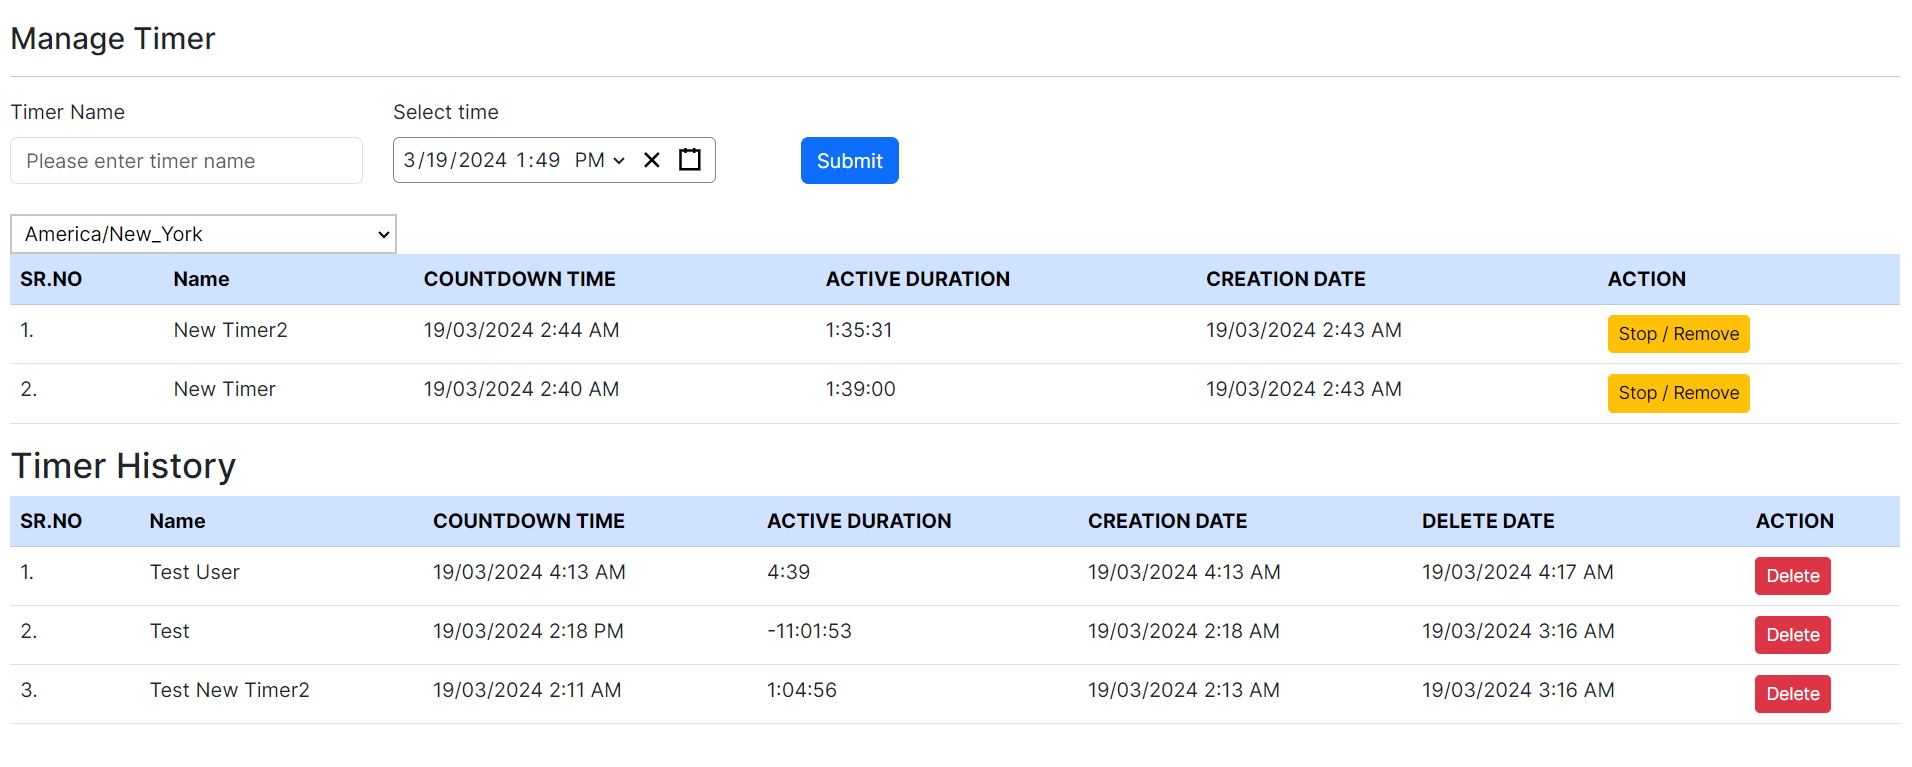 Manage Timer
Timer Name Select time
Please enter timer name 3/19/2024 1:49 PM Submit
America/New_York
SR.NO Name COUNTDOWN TIME ACTIVE DURATION CREATION DATE ACTION
1. New Timer2 19/03/2024 2:44 AM 1:35:31 19/03/2024 2:43 AM Stop / Remove
2. New Timer 19/03/2024 2:40 AM 1:39:00 19/03/2024 2:43 AM Stop / Remove
Timer History
SR.NO Name COUNTDOWN TIME ACTIVE DURATION CREATION DATE DELETE DATE ACTION
1. Test User 19/03/2024 4:13 AM 4:39 19/03/2024 4:13 AM 19/03/2024 4:17 AM Delete
2. Test 19/03/2024 2:18 PM -11:01:53 19/03/2024 2:18 AM 19/03/2024 3:16 AM Delete
3. Test New Timer2 19/03/2024 2:11 AM 1:04:56 19/03/2024 2:13 AM 19/03/2024 3:16 AM Delete